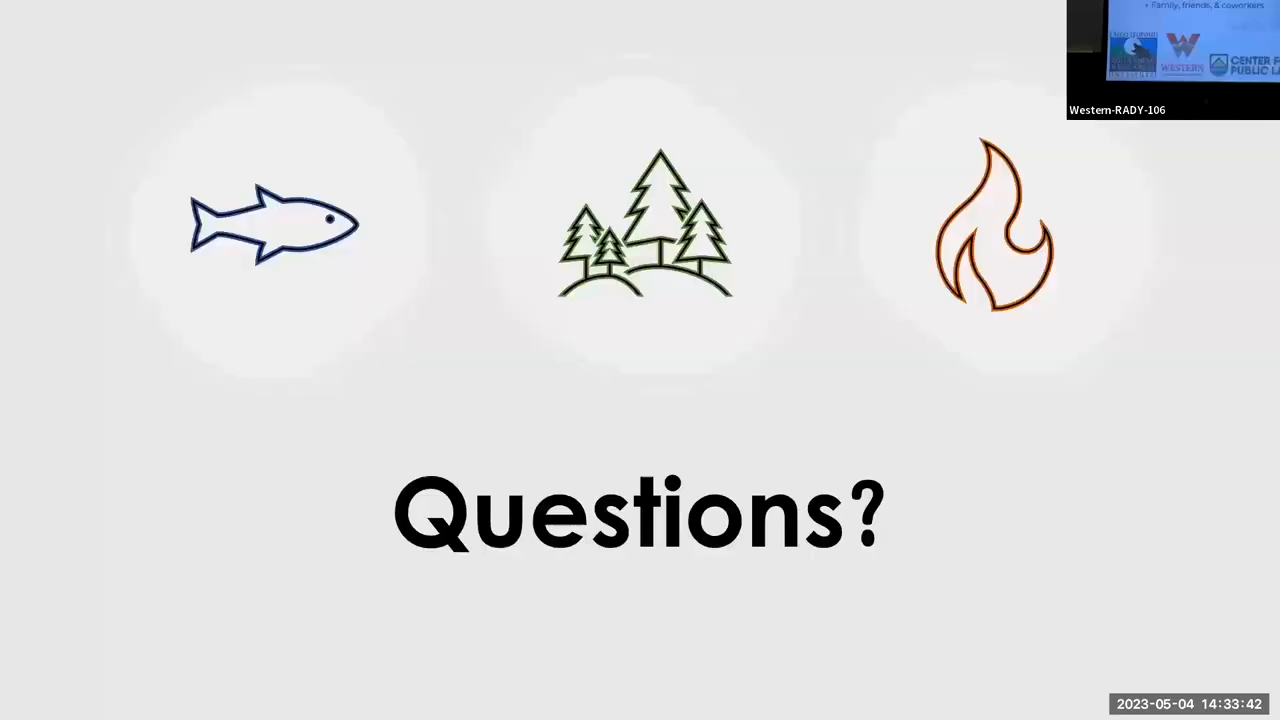 • Family, friends, & coworkers
WESTERN
CENTER F
PUBLIC LA
Western-RADY-106
Questions?
2023-05-04 14:33:42